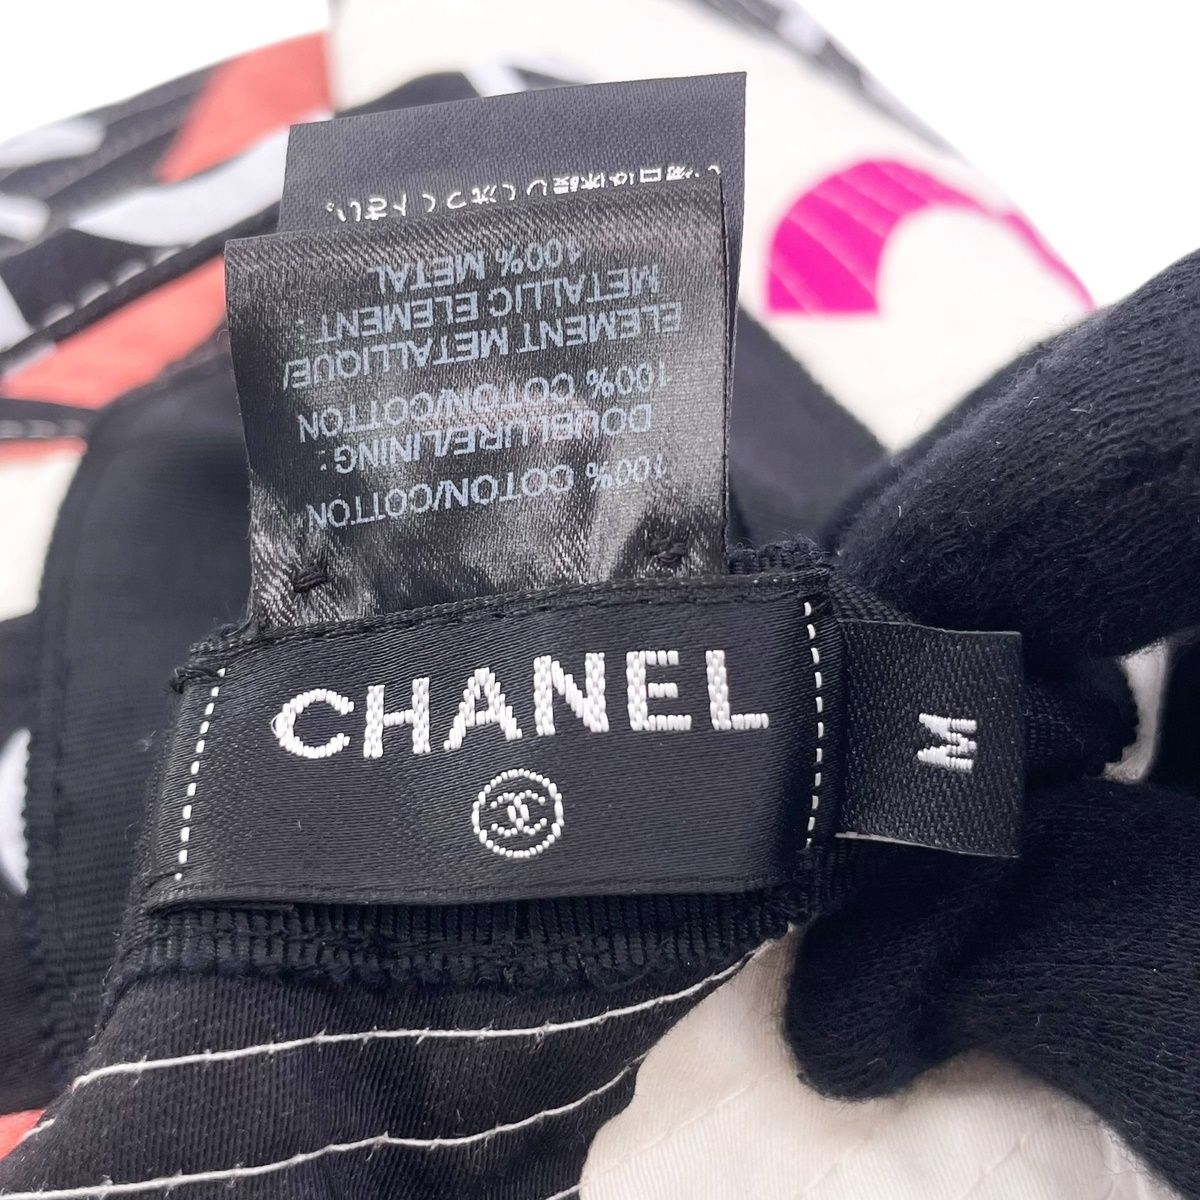 CHANEL
M
100% COTON/COTTON
DOUBLURE/LINING :
100% COTON/COTTON
ELEMENT METALLIQUE/
METALLIC ELEMENT :
100% METAL